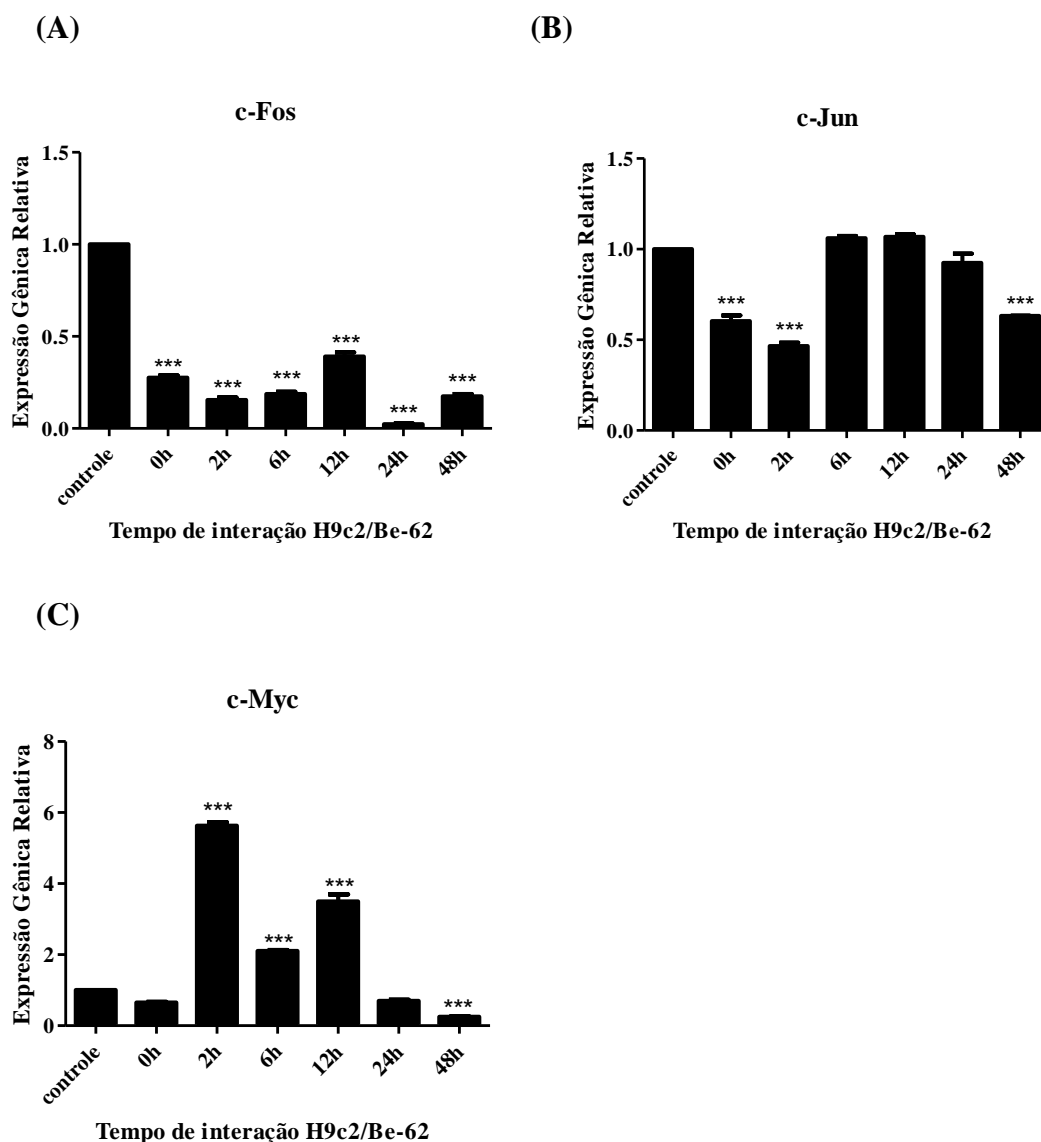 (A)
c-Fos
Expressão Gênica Relativa
1.5
1.0
0.5
0.0
***
***
***
***
***
***
controle
0h
2h
6h
12h
24h
48h
Tempo de interação H9c2/Be-62
(B)
c-Jun
Expressão Gênica Relativa
1.5
1.0
0.5
0.0
***
***
***
controle
0h
2h
6h
12h
24h
48h
Tempo de interação H9c2/Be-62
(C)
c-Myc
Expressão Gênica Relativa
8
6
4
2
0
***
***
***
***
controle
0h
2h
6h
12h
24h
48h
Tempo de interação H9c2/Be-62